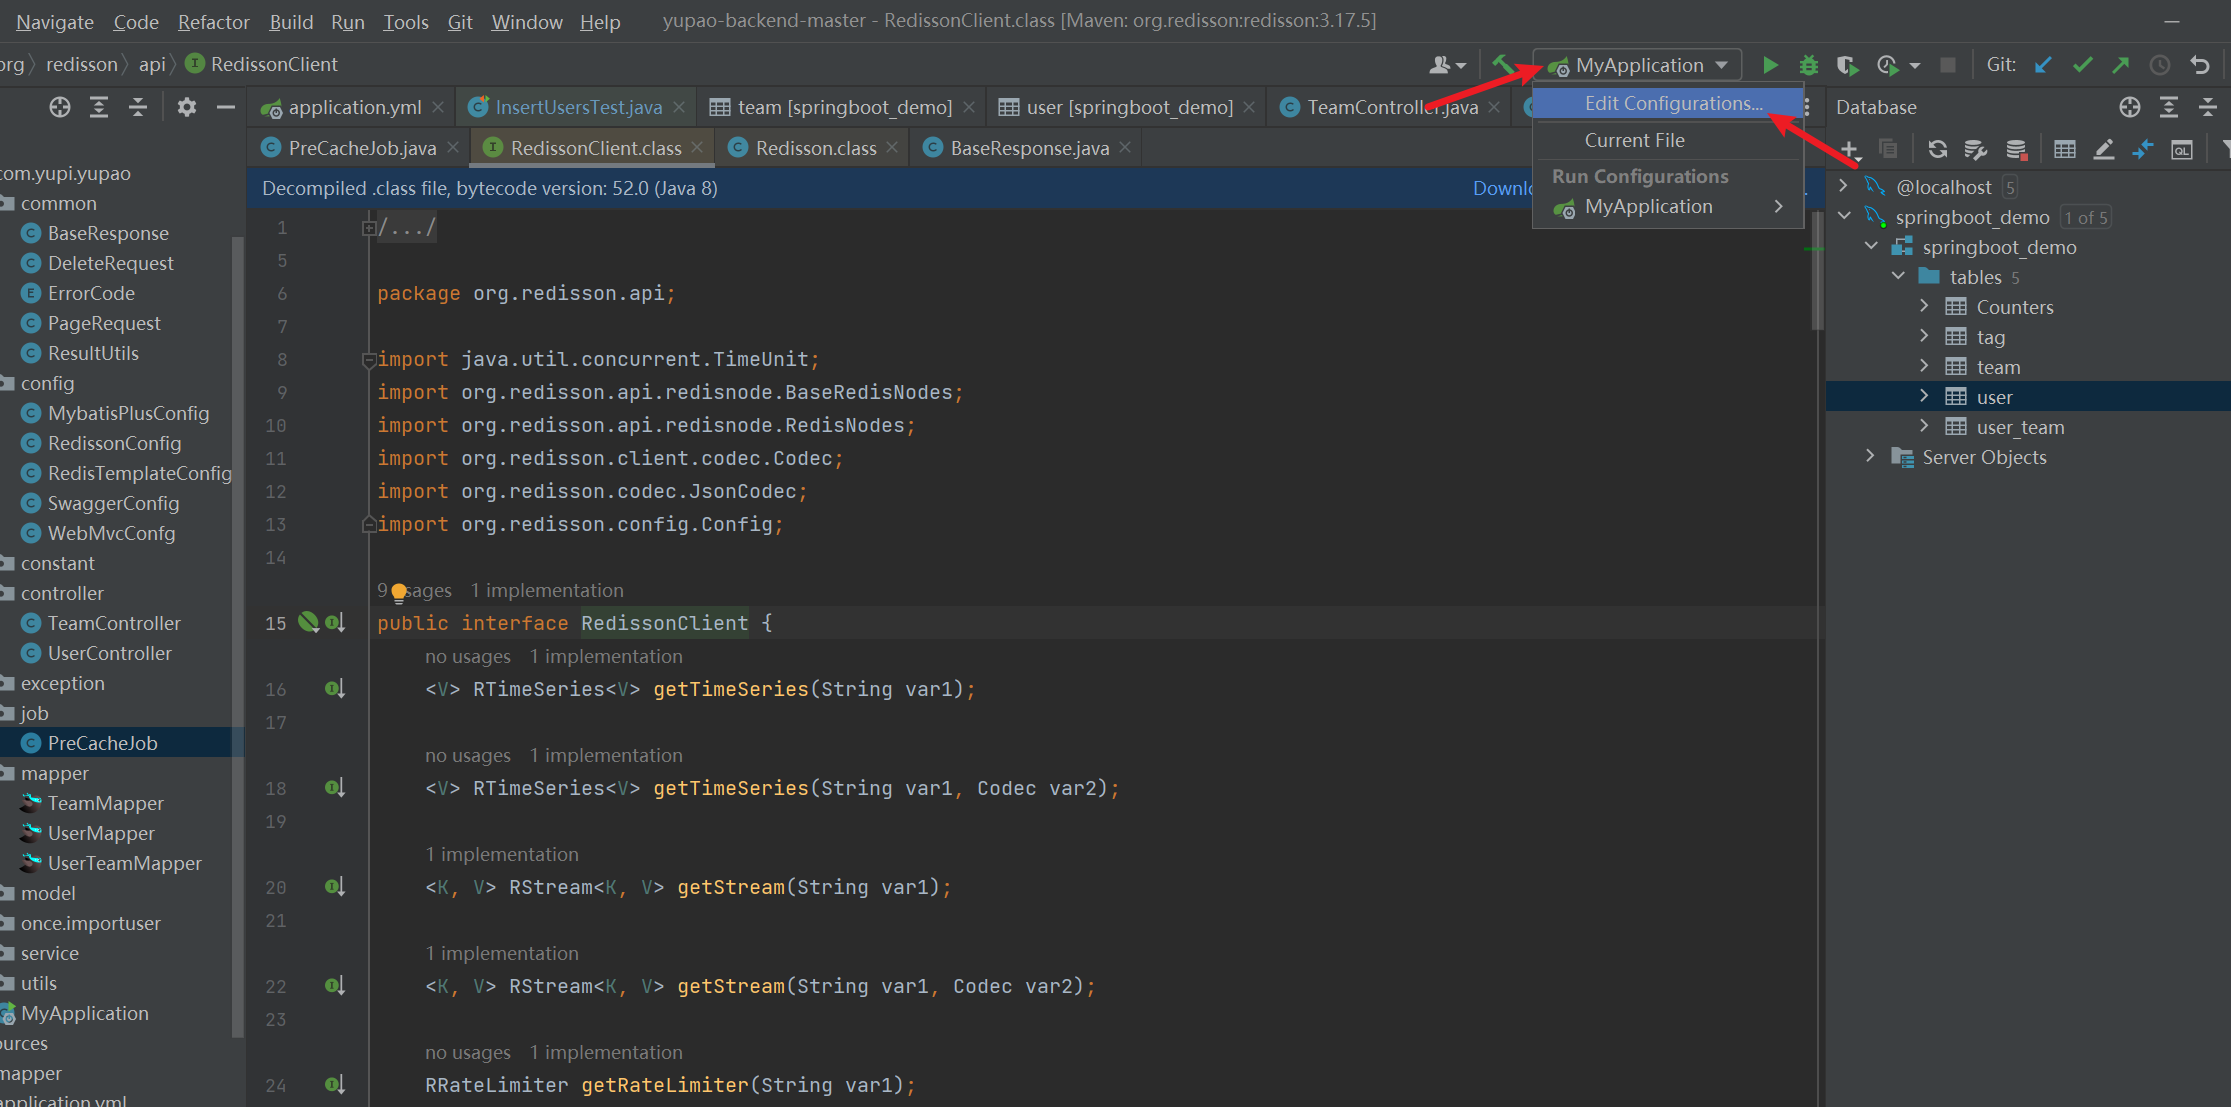 Navigate Code Refactor Build Run Tools Git Window Help yupao-backend-master - RedissonClient.class [Maven: org.redisson:redisson:3.17.5]
org redisson api RedissonClient
MyApplication
Git:
application.yml InsertUsersTest.java team [springboot_demo] user [springboot_demo] TeamController.java
PreCacheJob.java RedissonClient.class Redisson.class BaseResponse.java
Edit Configurations...
Current File
Run Configurations
MyApplication
Decompiled .class file, bytecode version: 52.0 (Java 8)
com.yupi.yupao
common
BaseResponse
DeleteRequest
ErrorCode
PageRequest
ResultUtils
config
MybatisPlusConfig
RedissonConfig
RedisTemplateConfig
SwaggerConfig
WebMvcConfg
constant
controller
TeamController
UserController
exception
job
PreCacheJob
mapper
TeamMapper
UserMapper
UserTeamMapper
model
once.importuser
service
utils
MyApplication
ources
mapper
application.yml
1 /.../
5
6 package org.redisson.api;
7
8 import java.util.concurrent.TimeUnit;
9 import org.redisson.api.redisnode.BaseRedisNodes;
10 import org.redisson.api.redisnode.RedisNodes;
11 import org.redisson.client.codec.Codec;
12 import org.redisson.codec.JsonCodec;
13 import org.redisson.config.Config;
14
9 usages 1 implementation
15 public interface RedissonClient {
no usages 1 implementation
16 <V> RTimeSeries<V> getTimeSeries(String var1);
17
no usages 1 implementation
18 <V> RTimeSeries<V> getTimeSeries(String var1, Codec var2);
19
1 implementation
20 <K, V> RStream<K, V> getStream(String var1);
21
1 implementation
22 <K, V> RStream<K, V> getStream(String var1, Codec var2);
23
no usages 1 implementation
24 RRateLimiter getRateLimiter(String var1);
Database
@localhost 5
springboot_demo 1 of 5
springboot_demo
tables 5
Counters
tag
team
user
user_team
Server Objects